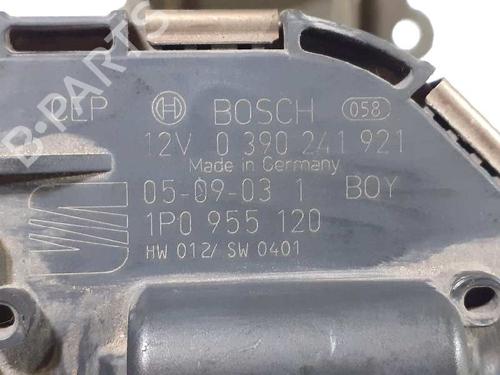 CEP BOSCH 058
12V 0 390 241 921
Made in Germany
05-09-03 1 BOY
1P0 955 120
HW 012/ SW 0401
B-PARTS